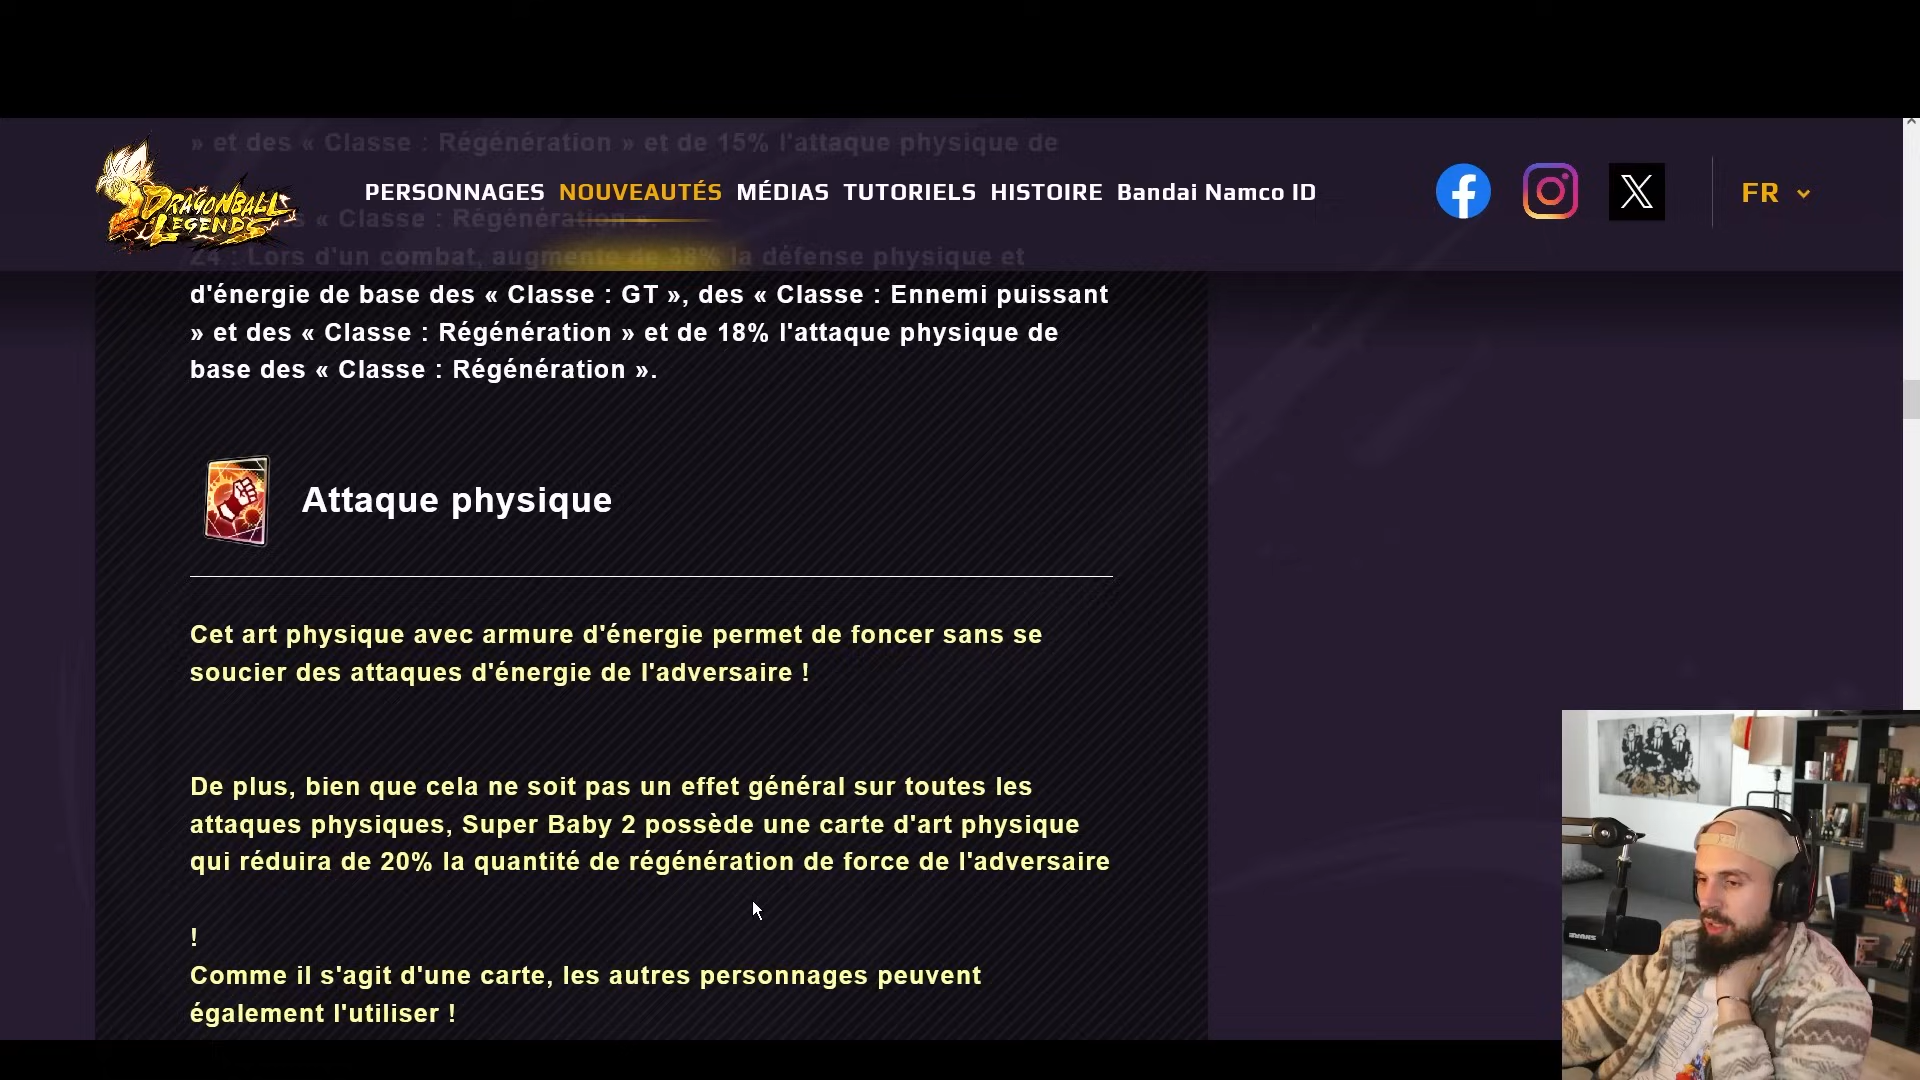 » et des « Classe : Régénération » et de 15% l'attaque physique de
DRAGONBALL LEGENDS
PERSONNAGES NOUVEAUTÉS MÉDIAS TUTORIELS HISTOIRE Bandai Namco ID
FR
s « Classe : Régénération ».
Z4 : Lors d'un combat, augmente de 38% la défense physique et
d'énergie de base des « Classe : GT », des « Classe : Ennemi puissant
» et des « Classe : Régénération » et de 18% l'attaque physique de
base des « Classe : Régénération ».
Attaque physique
Cet art physique avec armure d'énergie permet de foncer sans se
soucier des attaques d'énergie de l'adversaire !
De plus, bien que cela ne soit pas un effet général sur toutes les
attaques physiques, Super Baby 2 possède une carte d'art physique
qui réduira de 20% la quantité de régénération de force de l'adversaire
!
Comme il s'agit d'une carte, les autres personnages peuvent
également l'utiliser !